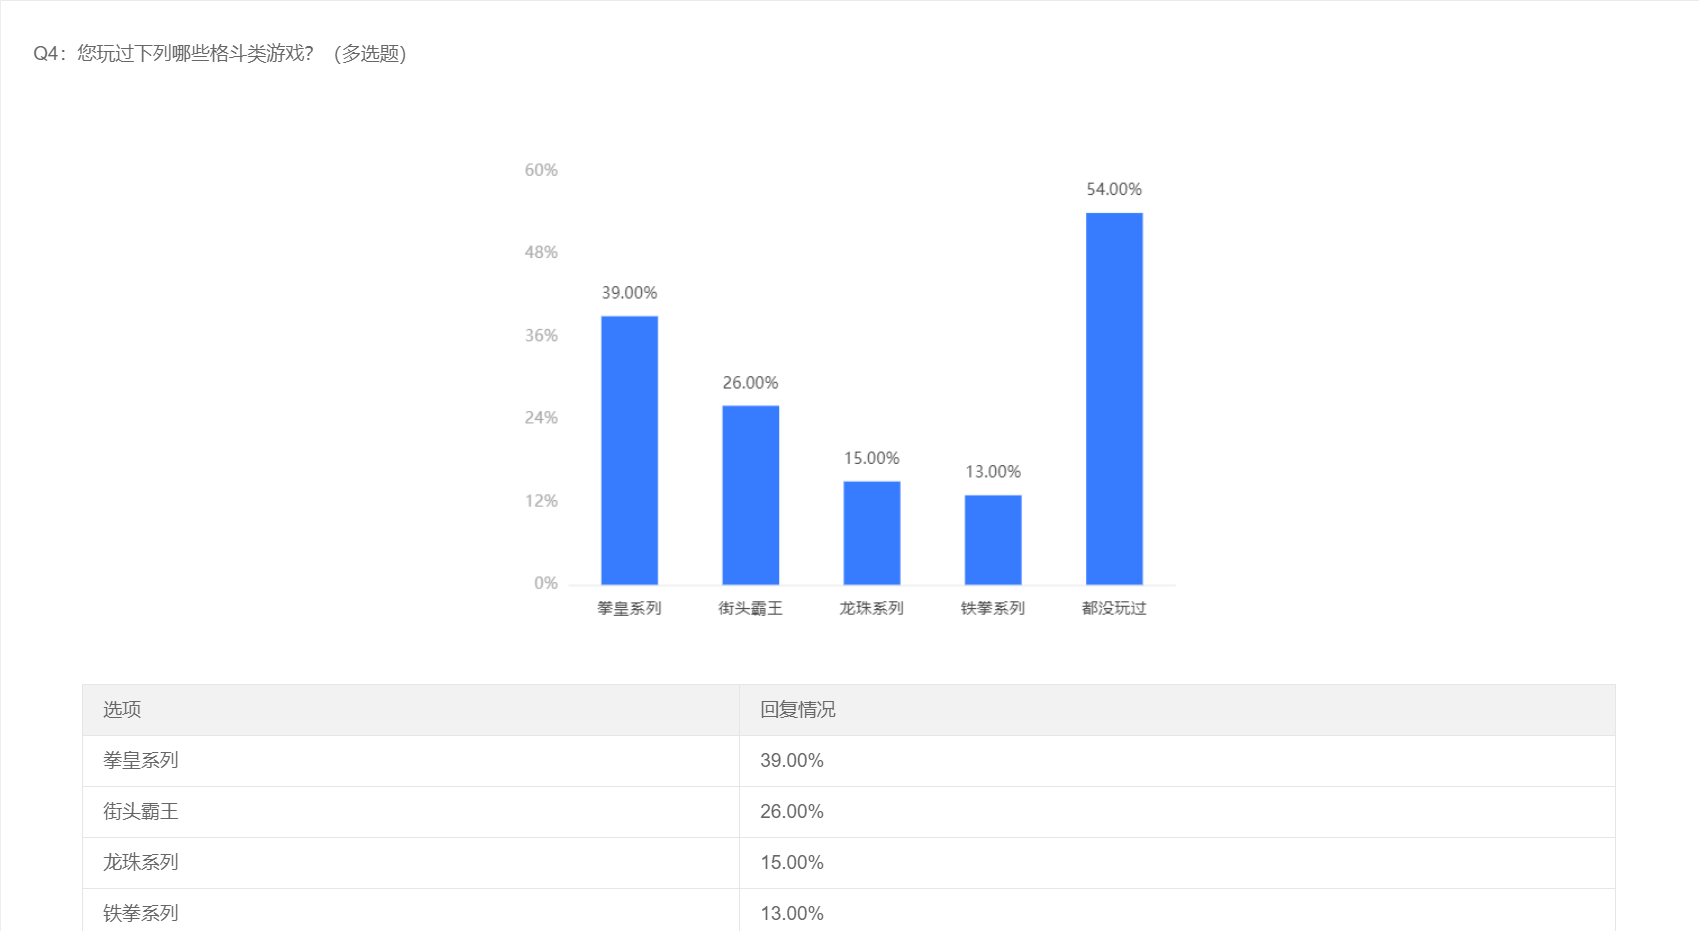 Q4：您玩过下列哪些格斗类游戏？（多选题）
60%
54.00%
48%
39.00%
36%
26.00%
24%
15.00%
13.00%
12%
0%
拳皇系列 街头霸王 龙珠系列 铁拳系列 都没玩过
选项 回复情况
拳皇系列 39.00%
街头霸王 26.00%
龙珠系列 15.00%
铁拳系列 13.00%